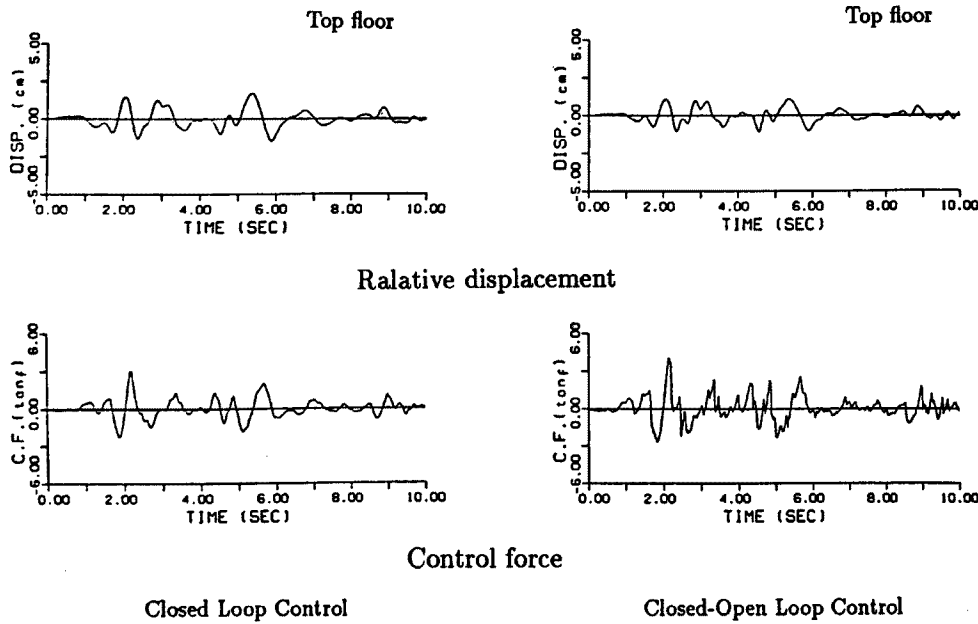 Top floor
Top floor
DISP. (cm)
5.00
0.00
-5.00
0.00 2.00 4.00 6.00 8.00 10.00
TIME (SEC)
DISP. (cm)
5.00
0.00
-5.00
0.00 2.00 4.00 6.00 8.00 10.00
TIME (SEC)
Ralative displacement
C.F. (tonf)
6.00
0.00
-6.00
0.00 2.00 4.00 6.00 8.00 10.00
TIME (SEC)
C.F. (tonf)
6.00
0.00
-6.00
0.00 2.00 4.00 6.00 8.00 10.00
TIME (SEC)
Control force
Closed Loop Control
Closed-Open Loop Control